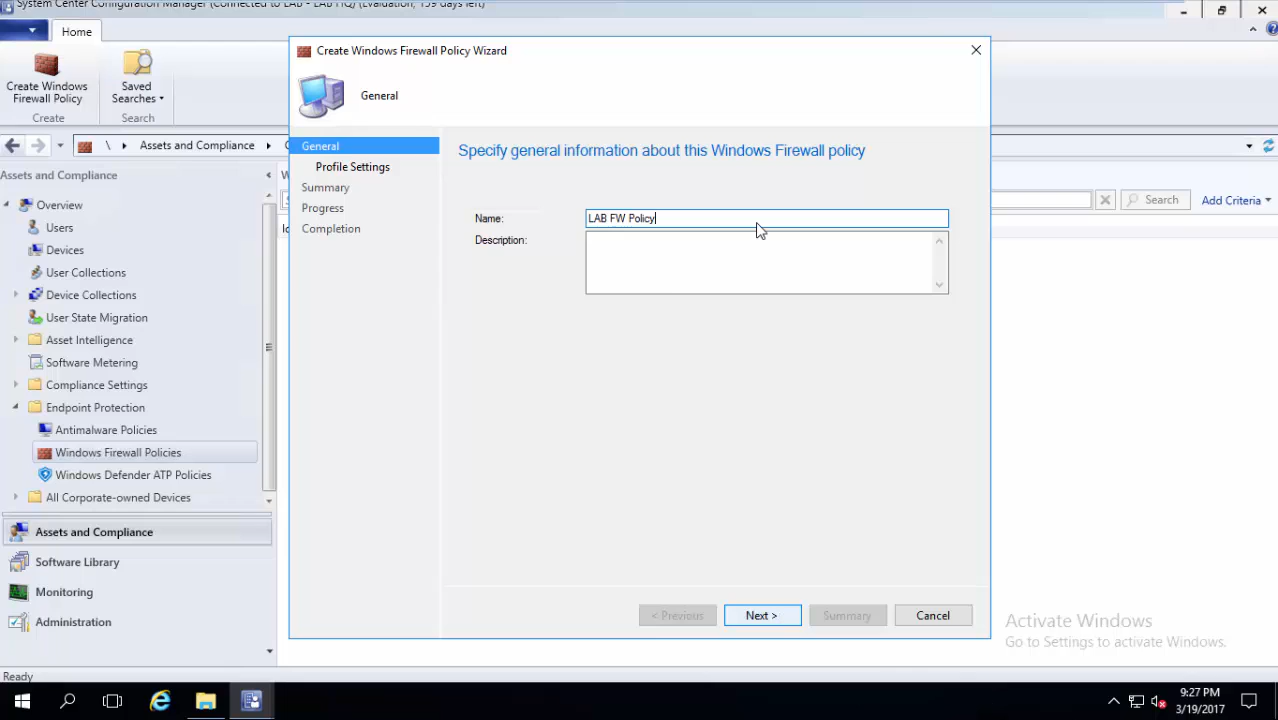 System Center Configuration Manager (Connected to LAB - LAB HQ) (Evaluation, 159 days left)
Home
Create Windows
Firewall Policy
Saved
Searches
Create
Search
\ Assets and Compliance
Assets and Compliance
Overview
Users
Devices
User Collections
Device Collections
User State Migration
Asset Intelligence
Software Metering
Compliance Settings
Endpoint Protection
Antimalware Policies
Windows Firewall Policies
Windows Defender ATP Policies
All Corporate-owned Devices
Assets and Compliance
Software Library
Monitoring
Administration
Ready
Create Windows Firewall Policy Wizard
General
General
Profile Settings
Summary
Progress
Completion
Specify general information about this Windows Firewall policy
Name:
LAB FW Policy
Description:
< Previous
Next >
Summary
Cancel
Search
Add Criteria
Activate Windows
Go to Settings to activate Windows.
9:27 PM
3/19/2017